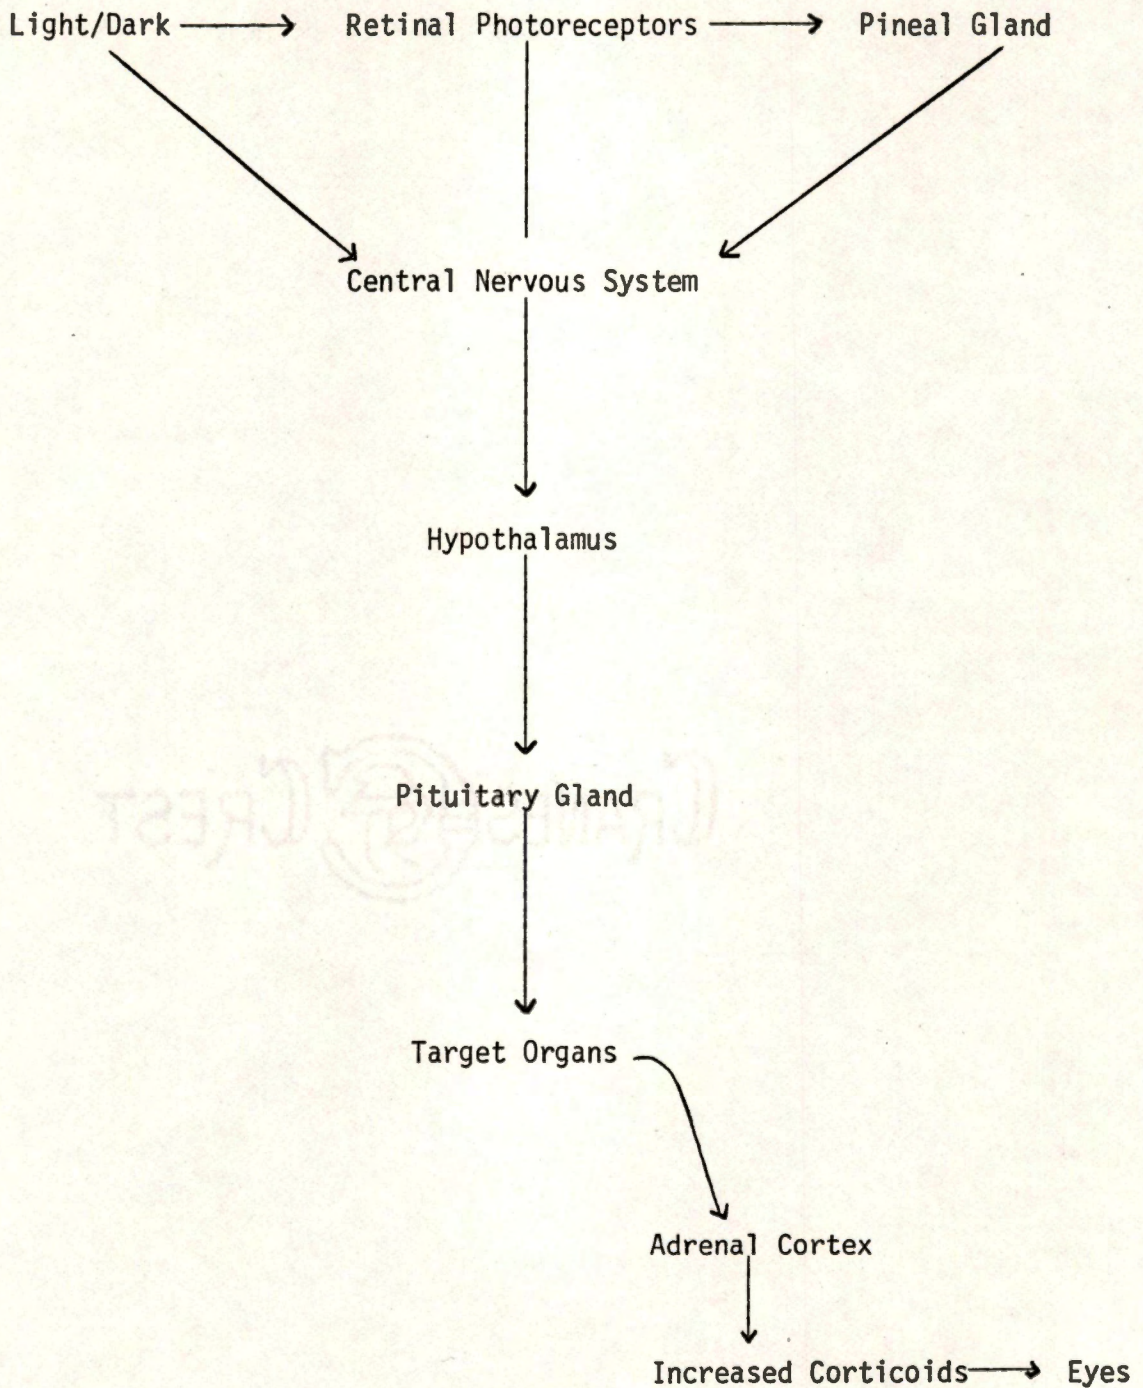 Light/Dark Retinal Photoreceptors Pineal Gland
Central Nervous System
Hypothalamus
Pituitary Gland
Target Organs
Adrenal Cortex
Increased Corticoids Eyes